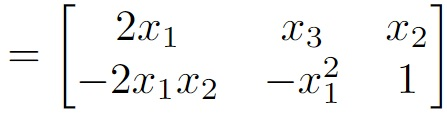 = [2x₁ x₃ x₂
-2x₁x₂ -x₁² 1]